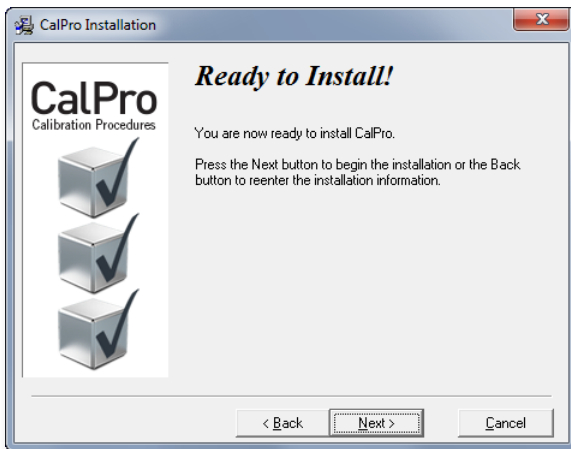 CalPro Installation
CalPro
Calibration Procedures
Ready to Install!
You are now ready to install CalPro.
Press the Next button to begin the installation or the Back
button to reenter the installation information.
< Back
Next >
Cancel